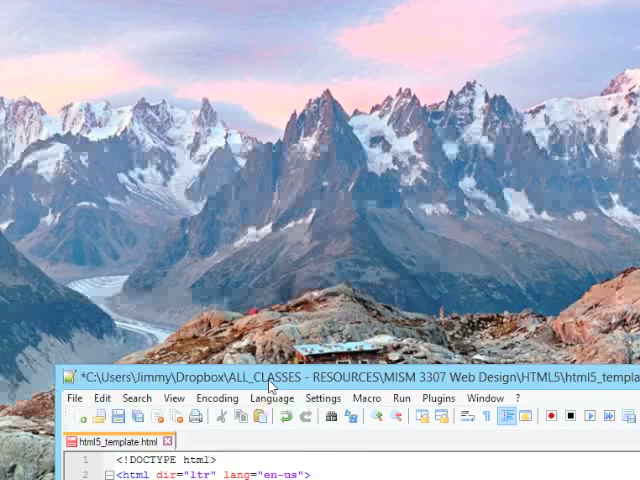 *C:\Users\Jimmy\Dropbox\ALL_CLASSES - RESOURCES\MISM 3307 Web Design\HTML5\html5_templa
File Edit Search View Encoding Language Settings Macro Run Plugins Window ?
html5_template.html
1 <!DOCTYPE html>
2 <html dir="ltr" lang="en-us">